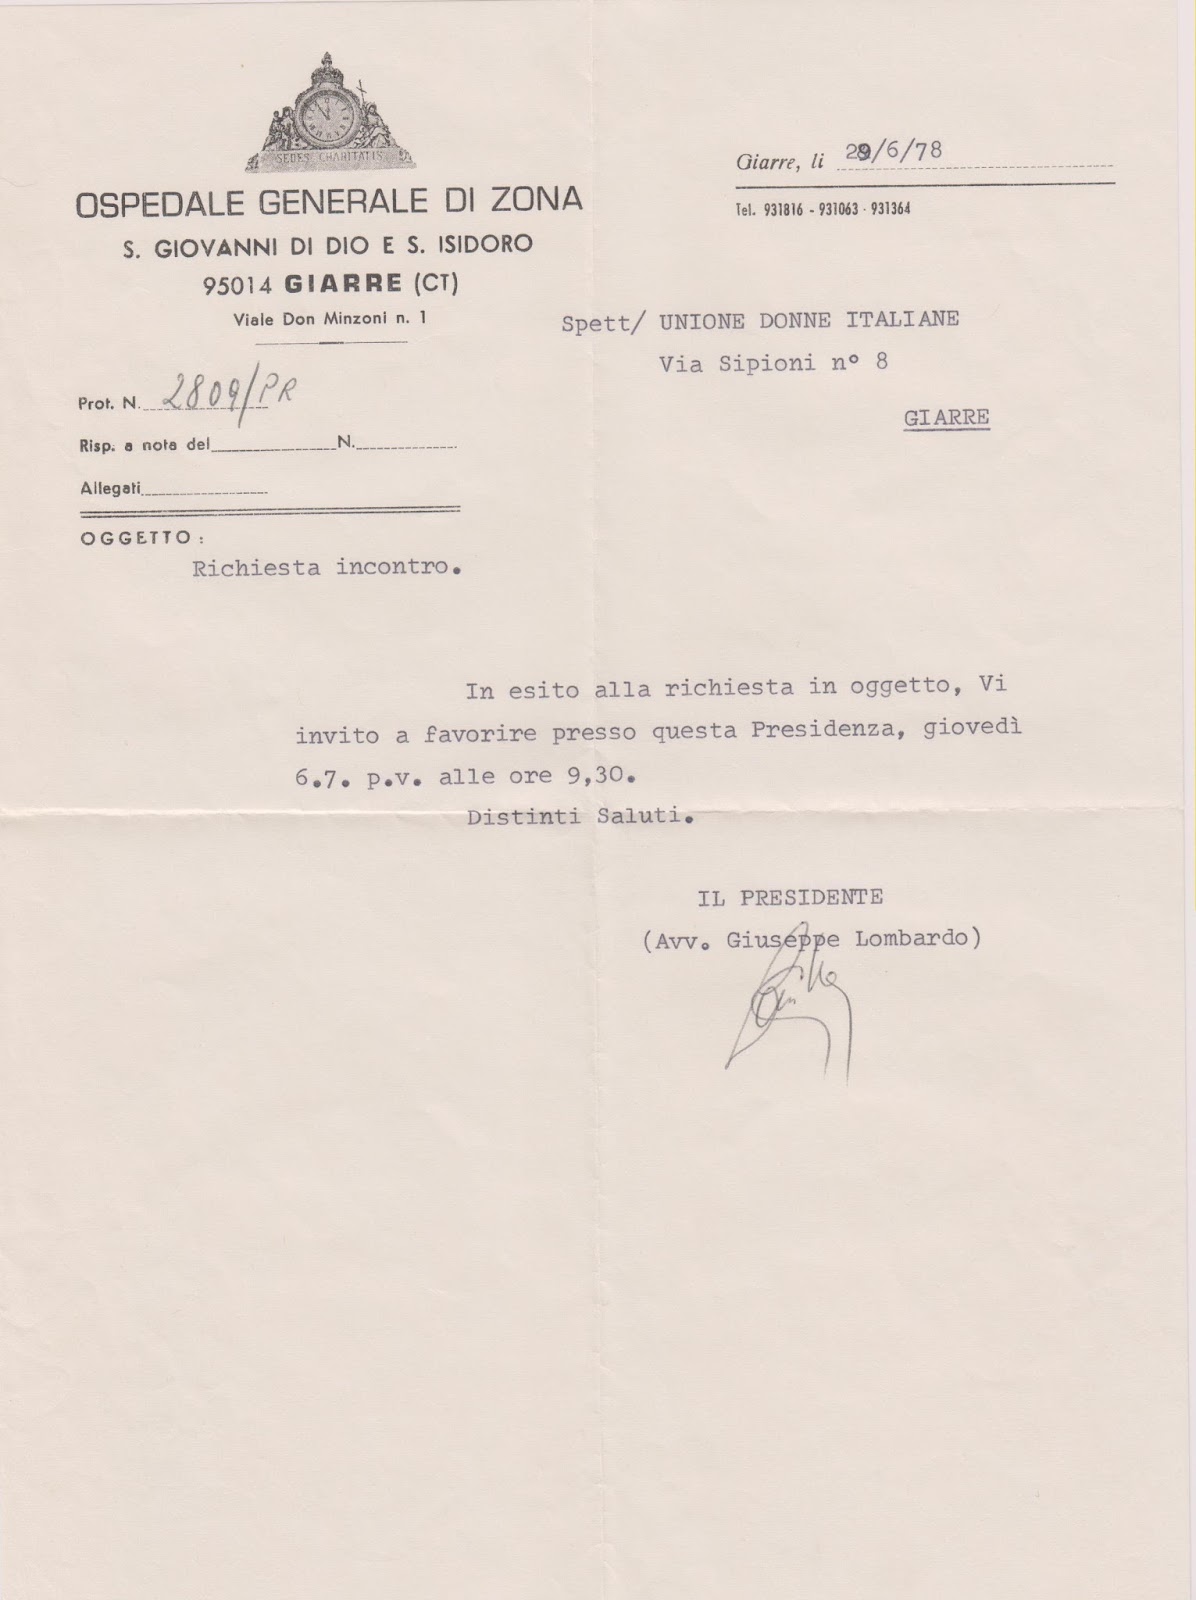 SEDES CHARITATIS
OSPEDALE GENERALE DI ZONA
S. GIOVANNI DI DIO E S. ISIDORO
95014 GIARRE (CT)
Viale Don Minzoni n. 1
Giarre, li 29/6/78
Tel. 931816 - 931063 - 931364
Spett/ UNIONE DONNE ITALIANE
Via Sipioni n° 8
GIARRE
Prot. N. 2809/PR
Risp. a nota del N.
Allegati
OGGETTO :
Richiesta incontro.
In esito alla richiesta in oggetto, Vi
invito a favorire presso questa Presidenza, giovedì
6.7. p.v. alle ore 9,30.
Distinti Saluti.
IL PRESIDENTE
(Avv. Giuseppe Lombardo)